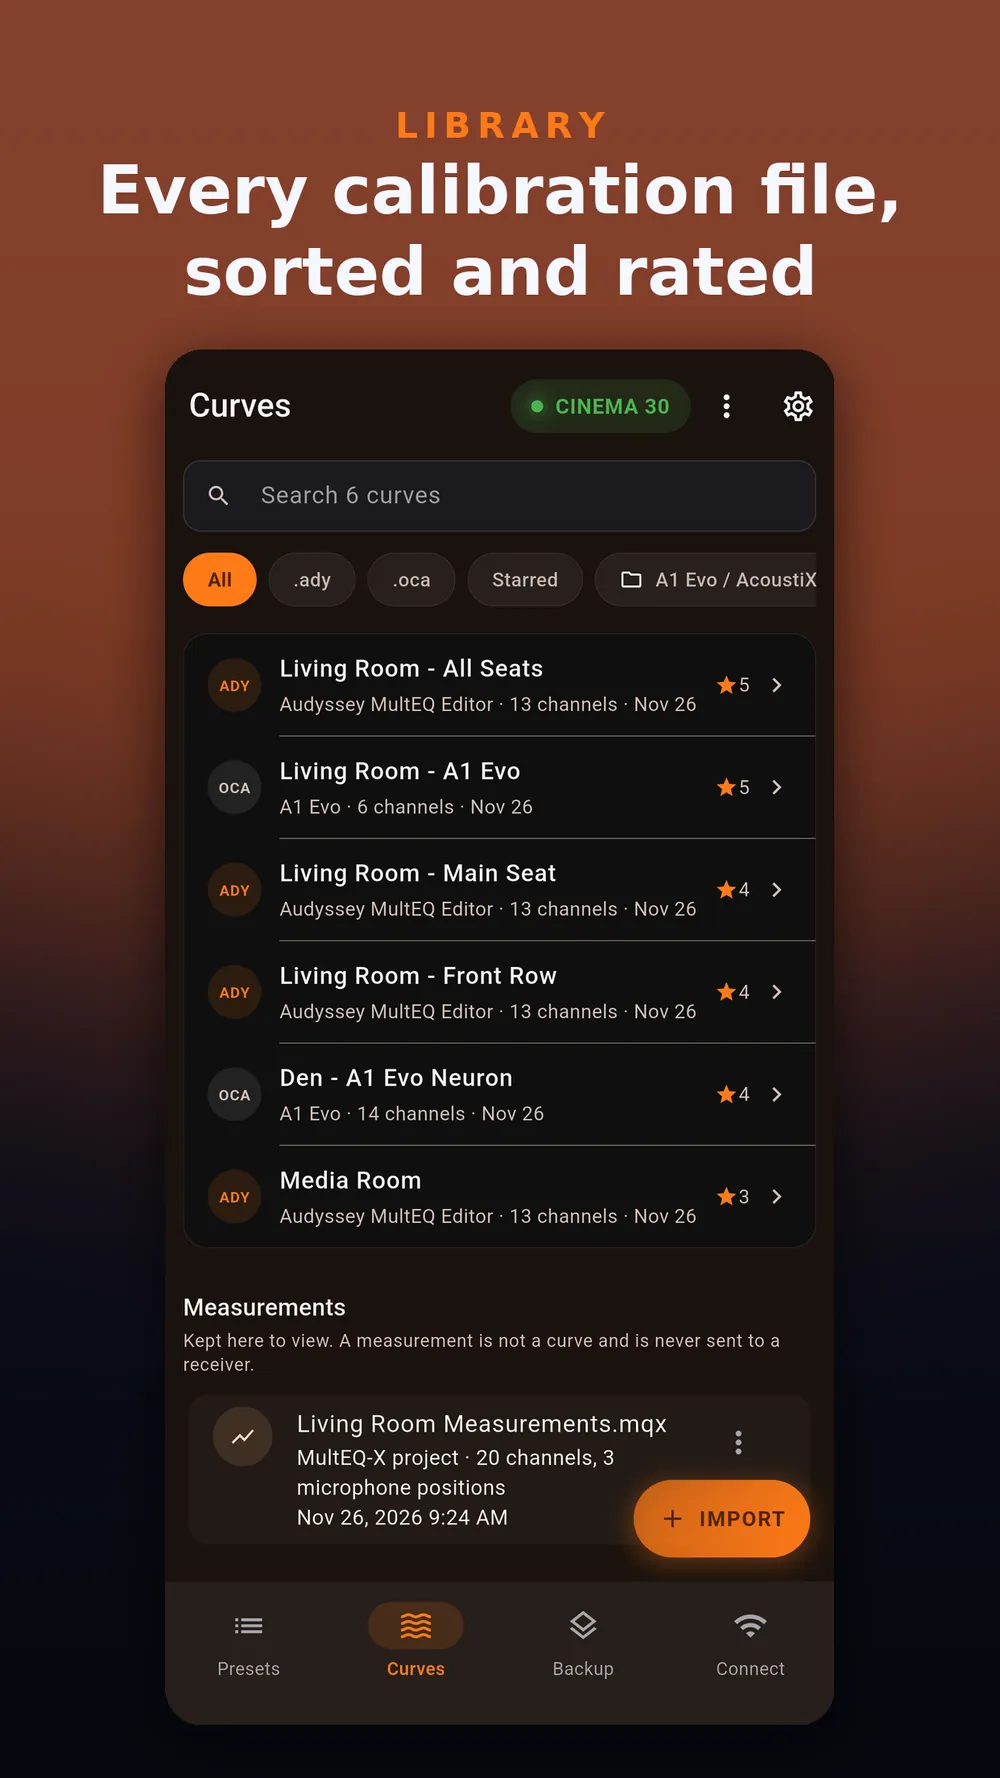 LIBRARY
Every calibration file,
sorted and rated
Curves
CINEMA 30
Search 6 curves
All
.ady
.oca
Starred
A1 Evo / AcoustiX
ADY
Living Room - All Seats
Audyssey MultEQ Editor · 13 channels · Nov 26
5
OCA
Living Room - A1 Evo
A1 Evo · 6 channels · Nov 26
5
ADY
Living Room - Main Seat
Audyssey MultEQ Editor · 13 channels · Nov 26
4
ADY
Living Room - Front Row
Audyssey MultEQ Editor · 13 channels · Nov 26
4
OCA
Den - A1 Evo Neuron
A1 Evo · 14 channels · Nov 26
4
ADY
Media Room
Audyssey MultEQ Editor · 13 channels · Nov 26
3
Measurements
Kept here to view. A measurement is not a curve and is never sent to a
receiver.
Living Room Measurements.mqx
MultEQ-X project · 20 channels, 3
microphone positions
Nov 26, 2026 9:24 AM
+ IMPORT
Presets
Curves
Backup
Connect